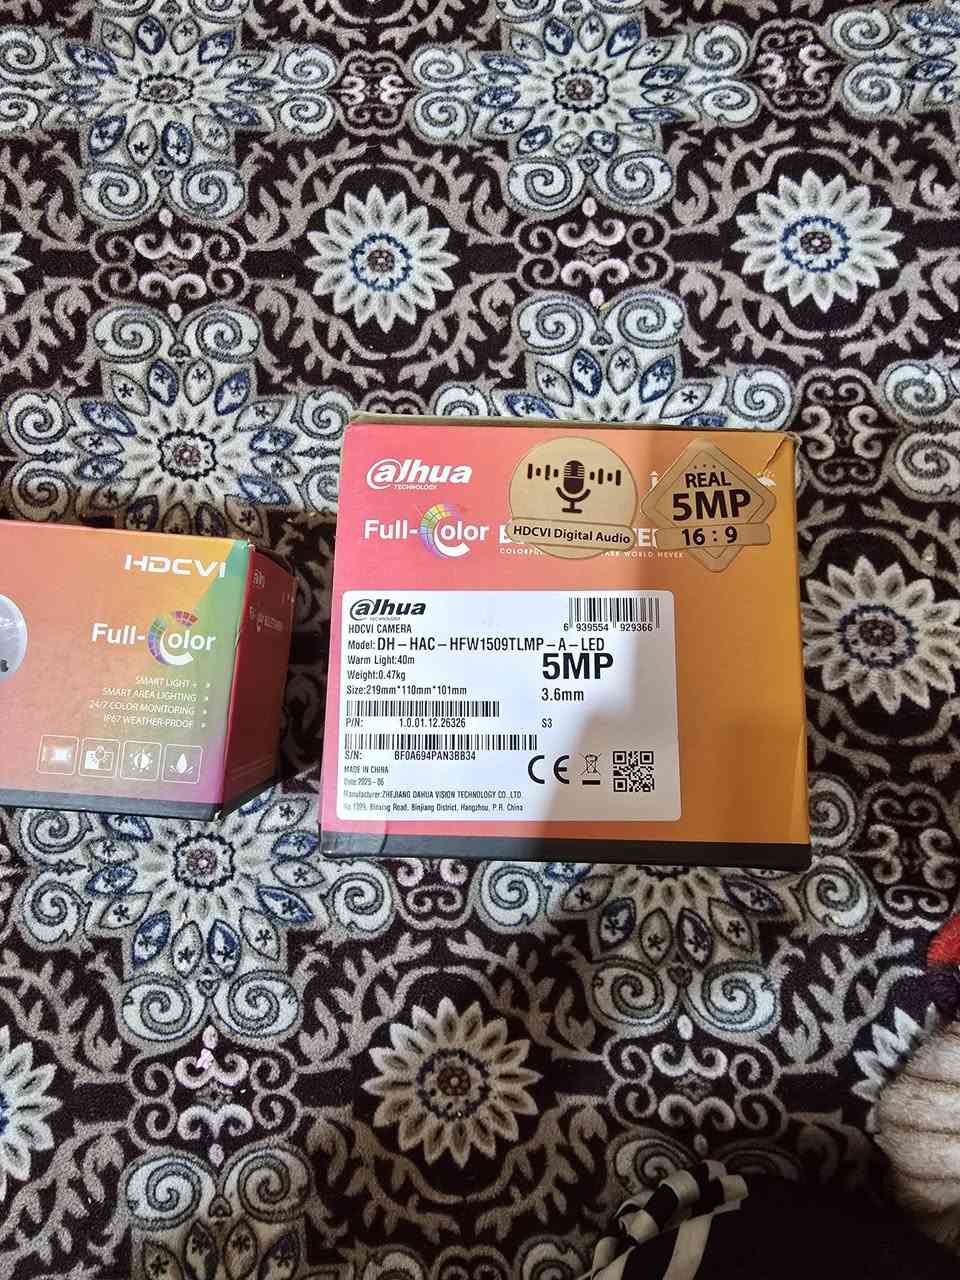 HDCVI
Full-Color
SMART LIGHT +
SMART AREA LIGHTING
24/7 COLOR MONITORING
IP67 WEATHER-PROOF
alhua
TECHNOLOGY
Full-Color
HDCVI Digital Audio
REAL
5MP
16 : 9
alhua
TECHNOLOGY
HDCVI CAMERA
6 939554 929366
Model: DH-HAC-HFW1509TLMP-A-LED
Warm Light:40m
5MP
Weight:0.47kg
Size:219mm*110mm*101mm
3.6mm
P/N: 1.0.01.12.26326
S3
S/N: BF0A694PAN3BB34
CE
MADE IN CHINA
Date:2025-06
Manufacturer:ZHEJIANG DAHUA VISION TECHNOLOGY CO.,LTD.
No.1399, Binxing Road, Binjiang District, Hangzhou, P.R. China